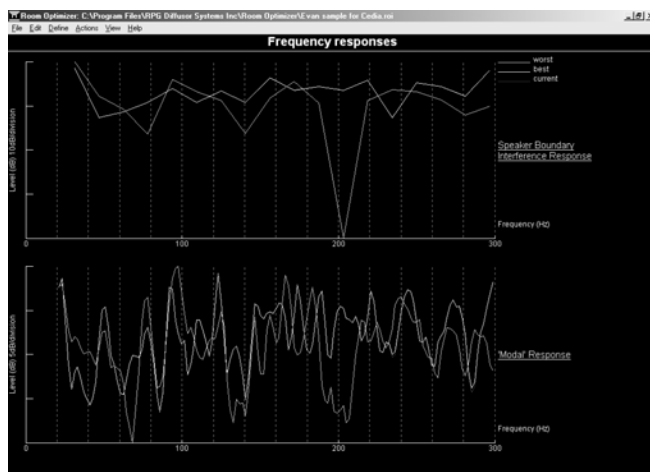 Room Optimizer: C:\Program Files\RPG Diffusor Systems Inc\Room Optimizer\Evan sample for Cedia.roi
File Edit Define Actions View Help
Frequency responses
worst
best
current
Level (dB) 10dB/division
Speaker Boundary
Interference Response
Frequency (Hz)
0 100 200 300
Level (dB) 5dB/division
'Modal' Response
Frequency (Hz)
0 100 200 300